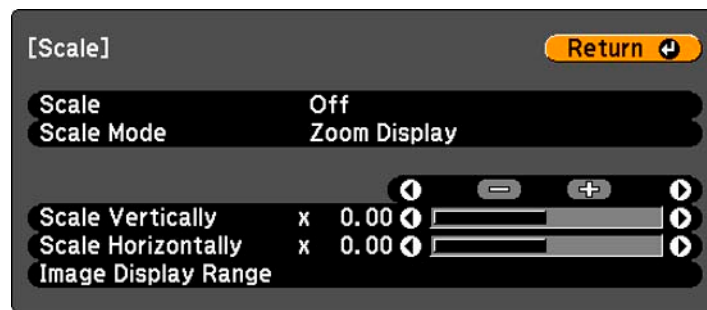 [Scale] Return
Scale Off
Scale Mode Zoom Display
Scale Vertically x 0.00
Scale Horizontally x 0.00
Image Display Range